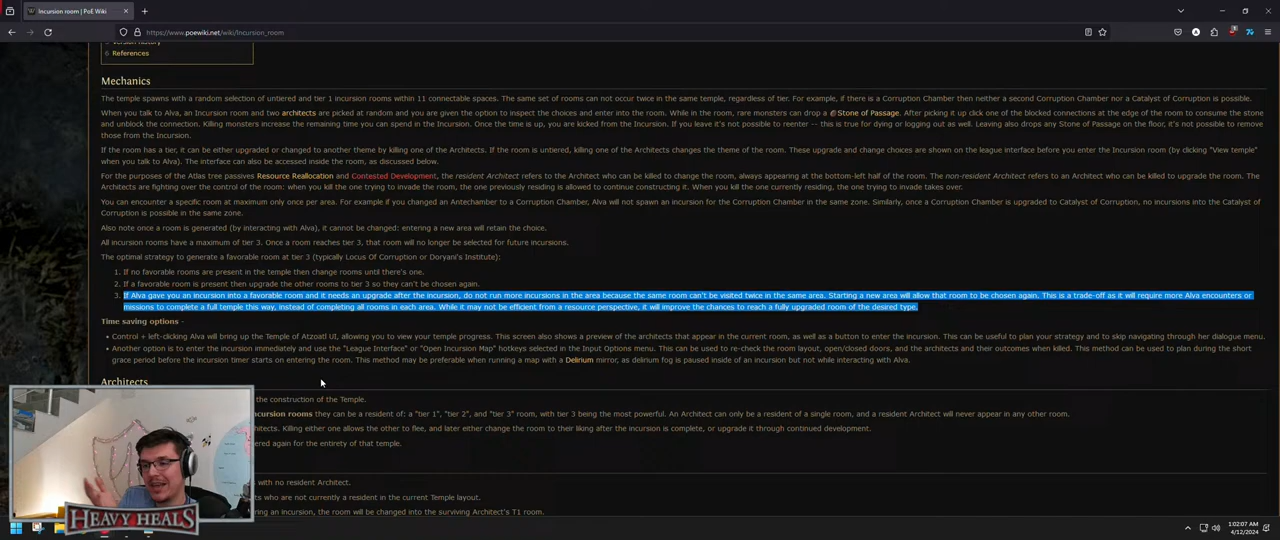 Incursion room | PoE Wiki
https://www.poewiki.net/wiki/Incursion_room
5 Version history
6 References
Mechanics
The temple spawns with a random selection of untiered and tier 1 incursion rooms within 11 connectable spaces. The same set of rooms can not occur twice in the same temple, regardless of tier. For example, if there is a Corruption Chamber then neither a second Corruption Chamber nor a Catalyst of Corruption is possible.
When you talk to Alva, an Incursion room and two architects are picked at random and you are given the option to inspect the choices and enter into the room. While in the room, rare monsters can drop a Stone of Passage. After picking it up click one of the blocked connections at the edge of the room to consume the stone
and unblock the connection. Killing monsters increase the remaining time you can spend in the Incursion. Once the time is up, you are kicked from the Incursion. If you leave it's not possible to reenter -- this is true for dying or logging out as well. Leaving also drops any Stone of Passage on the floor, it's not possible to remove
those from the Incursion.
If the room has a tier, it can be either upgraded or changed to another theme by killing one of the Architects. If the room is untiered, killing one of the Architects changes the theme of the room. These upgrade and change choices are shown on the league interface before you enter the Incursion room (by clicking "View temple"
when you talk to Alva). The interface can also be accessed inside the room, as discussed below.
For the purposes of the Atlas tree passives Resource Reallocation and Contested Development, the resident Architect refers to the Architect who can be killed to change the room, always appearing at the bottom-left half of the room. The non-resident Architect refers to an Architect who can be killed to upgrade the room. The
Architects are fighting over the control of the room: when you kill the one trying to invade the room, the one previously residing is allowed to continue constructing it. When you kill the one currently residing, the one trying to invade takes over.
You can encounter a specific room at maximum only once per area. For example if you changed an Antechamber to a Corruption Chamber, Alva will not spawn an incursion for the Corruption Chamber in the same zone. Similarly, once a Corruption Chamber is upgraded to Catalyst of Corruption, no incursions into the Catalyst of
Corruption is possible in the same zone.
Also note once a room is generated (by interacting with Alva), it cannot be changed: entering a new area will retain the choice.
All incursion rooms have a maximum of tier 3. Once a room reaches tier 3, that room will no longer be selected for future incursions.
The optimal strategy to generate a favorable room at tier 3 (typically Locus Of Corruption or Doryani's Institute):
1. If no favorable rooms are present in the temple then change rooms until there's one.
2. If a favorable room is present then upgrade the other rooms to tier 3 so they can't be chosen again.
3. If Alva gave you an incursion into a favorable room and it needs an upgrade after the incursion, do not run more incursions in the area because the same room can't be visited twice in the same area. Starting a new area will allow that room to be chosen again. This is a trade-off as it will require more Alva encounters or
missions to complete a full temple this way, instead of completing all rooms in each area. While it may not be efficient from a resource perspective, it will improve the chances to reach a fully upgraded room of the desired type.
Time saving options -
• Control + left-clicking Alva will bring up the Temple of Atzoatl UI, allowing you to view your temple progress. This screen also shows a preview of the architects that appear in the current room, as well as a button to enter the incursion. This can be useful to plan your strategy and to skip navigating through her dialogue menu.
• Another option is to enter the incursion immediately and use the "League Interface" or "Open Incursion Map" hotkeys selected in the Input Options menu. This can be used to re-check the room layout, open/closed doors, and the architects and their outcomes when killed. This method can be used to plan during the short
grace period before the incursion timer starts on entering the room. This method may be preferable when running a map with a Delirium mirror, as delirium fog is paused inside of an incursion but not while interacting with Alva.
Architects
the construction of the Temple.
ncursion rooms they can be a resident of: a "tier 1", "tier 2", and "tier 3" room, with tier 3 being the most powerful. An Architect can only be a resident of a single room, and a resident Architect will never appear in any other room.
hitects. Killing either one allows the other to flee, and later either change the room to their liking after the incursion is complete, or upgrade it through continued development.
ered again for the entirety of that temple.
with no resident Architect.
ts who are not currently a resident in the current Temple layout.
ring an incursion, the room will be changed into the surviving Architect's T1 room.
HEAVY HEALS
1:02:07 AM
4/12/2024